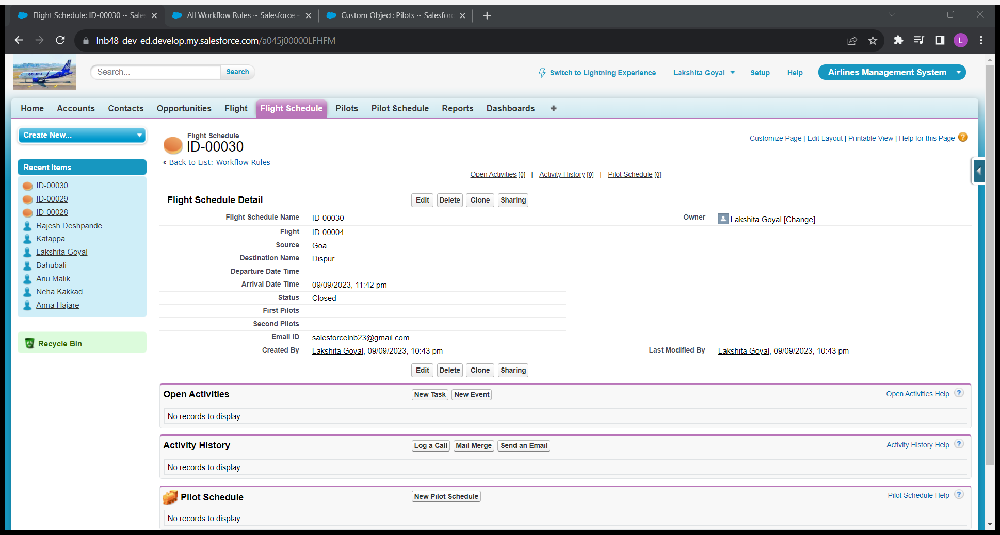 Flight Schedule: ID-00030 ~ Sales
All Workflow Rules ~ Salesforce -
Custom Object: Pilots ~ Salesforc
lnb48-dev-ed.develop.my.salesforce.com/a045j00000LFHFM
L
GO FIRST
Search...
Search
Switch to Lightning Experience
Lakshita Goyal
Setup
Help
Airlines Management System
Home Accounts Contacts Opportunities Flight Flight Schedule Pilots Pilot Schedule Reports Dashboards +
Create New...
Recent Items
ID-00030
ID-00029
ID-00028
Rajesh Deshpande
Katappa
Lakshita Goyal
Bahubali
Anu Malik
Neha Kakkad
Anna Hajare
Recycle Bin
Flight Schedule
ID-00030
Customize Page | Edit Layout | Printable View | Help for this Page ?
« Back to List: Workflow Rules
Open Activities [0] | Activity History [0] | Pilot Schedule [0]
Flight Schedule Detail Edit Delete Clone Sharing
Flight Schedule Name ID-00030 Owner Lakshita Goyal [Change]
Flight ID-00004
Source Goa
Destination Name Dispur
Departure Date Time
Arrival Date Time 09/09/2023, 11:42 pm
Status Closed
First Pilots
Second Pilots
Email ID salesforcelnb23@gmail.com
Created By Lakshita Goyal, 09/09/2023, 10:43 pm Last Modified By Lakshita Goyal, 09/09/2023, 10:43 pm
Edit Delete Clone Sharing
Open Activities New Task New Event Open Activities Help ?
No records to display
Activity History Log a Call Mail Merge Send an Email Activity History Help ?
No records to display
Pilot Schedule New Pilot Schedule Pilot Schedule Help ?
No records to display